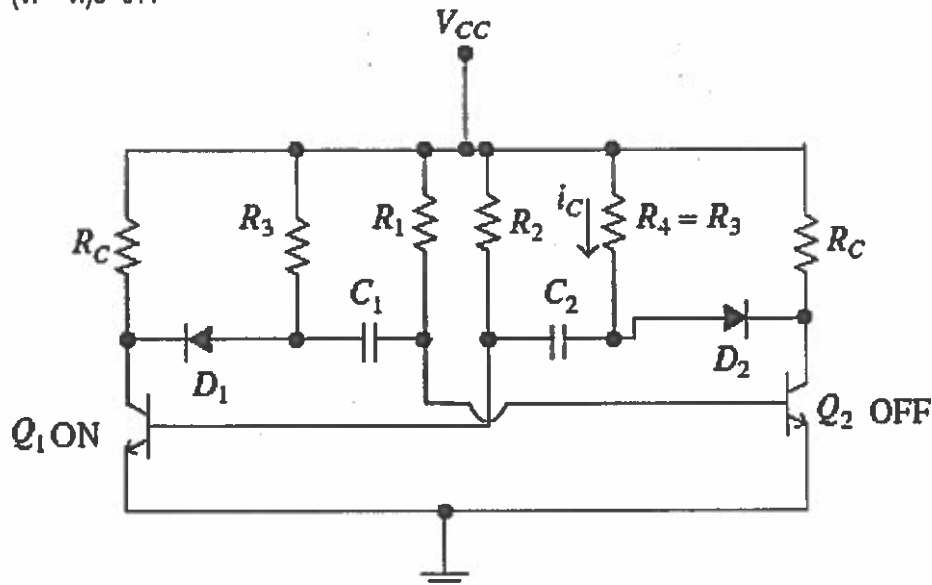 V_CC
R_C
R_3
R_1
R_2
i_C
R_4 = R_3
R_C
C_1
C_2
D_1
D_2
Q_1 ON
Q_2 OFF